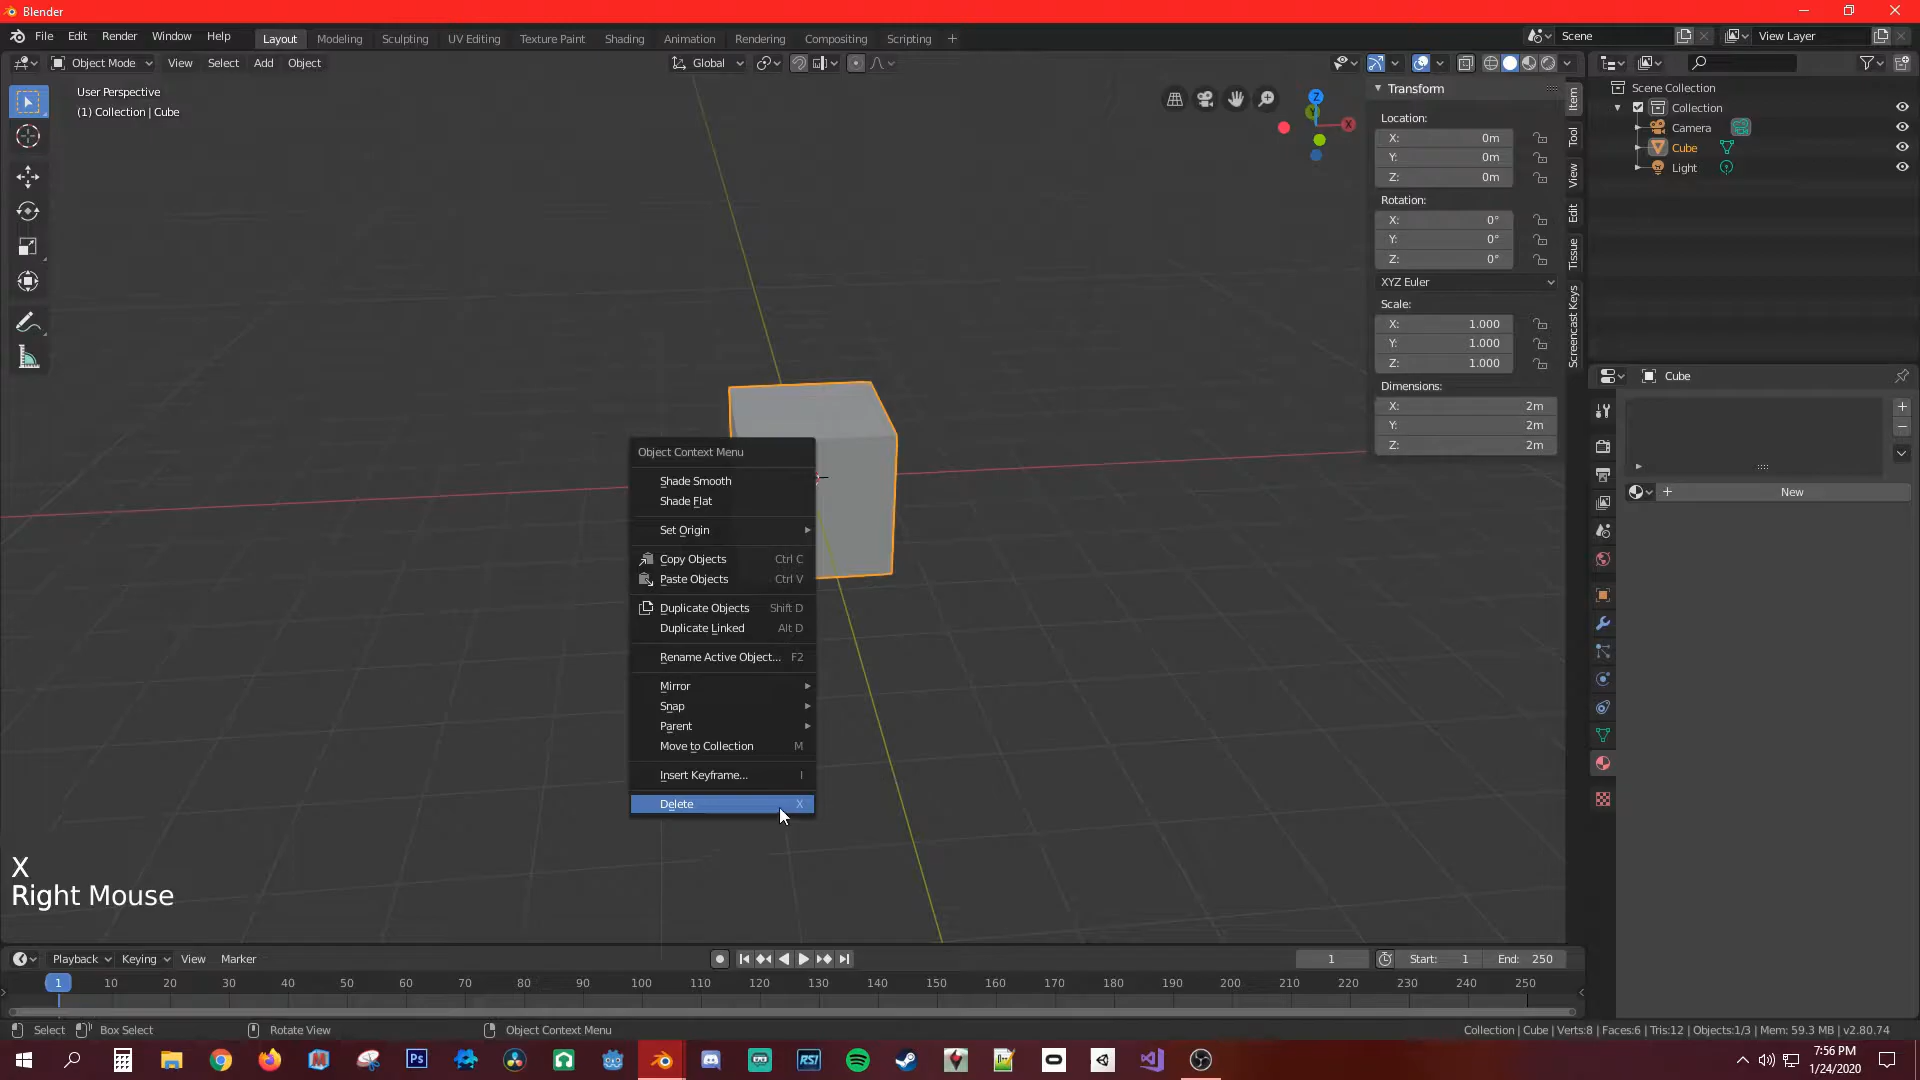 Blender
File Edit Render Window Help
Layout Modeling Sculpting UV Editing Texture Paint Shading Animation Rendering Compositing Scripting +
Scene
View Layer
Object Mode View Select Add Object
Global
User Perspective
(1) Collection | Cube
X
Y
Z
Transform
Location:
X: 0m
Y: 0m
Z: 0m
Rotation:
X: 0°
Y: 0°
Z: 0°
XYZ Euler
Scale:
X: 1.000
Y: 1.000
Z: 1.000
Dimensions:
X: 2m
Y: 2m
Z: 2m
Item
Tool
View
Edit
Tissue
Screencast Keys
Scene Collection
Collection
Camera
Cube
Light
Cube
New
Object Context Menu
Shade Smooth
Shade Flat
Set Origin
Copy Objects Ctrl C
Paste Objects Ctrl V
Duplicate Objects Shift D
Duplicate Linked Alt D
Rename Active Object... F2
Mirror
Snap
Parent
Move to Collection M
Insert Keyframe... I
Delete X
X
Right Mouse
Playback Keying View Marker
1
Start: 1
End: 250
1 10 20 30 40 50 60 70 80 90 100 110 120 130 140 150 160 170 180 190 200 210 220 230 240 250
Select Box Select Rotate View Object Context Menu
Collection | Cube | Verts:8 | Faces:6 | Tris:12 | Objects:1/3 | Mem: 59.3 MB | v2.80.74
Ps
RSI
7:56 PM
1/24/2020